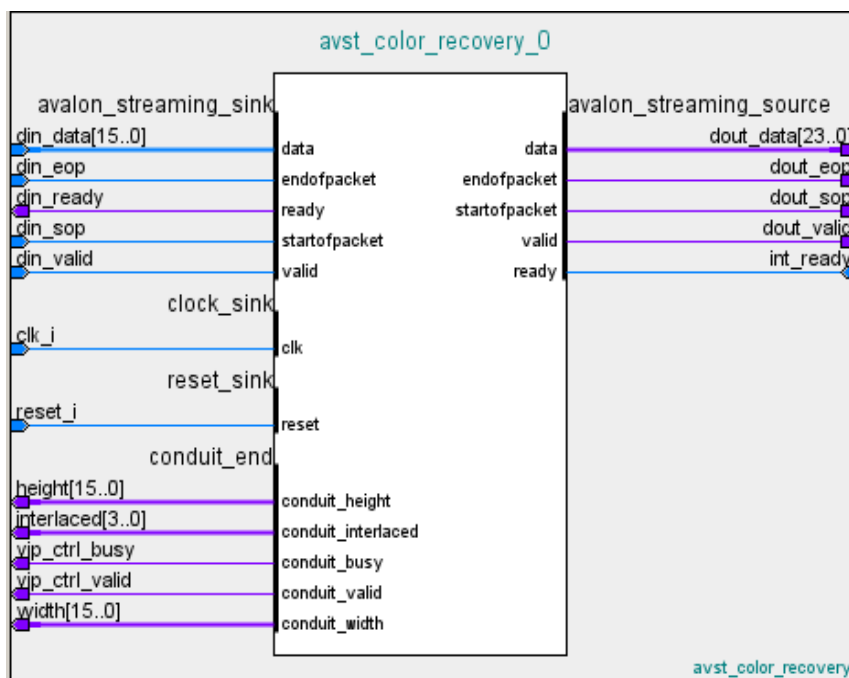 avst_color_recovery_0
avalon_streaming_sink
din_data[15..0]
data
din_eop
endofpacket
din_ready
ready
din_sop
startofpacket
din_valid
valid
clock_sink
clk_i
clk
reset_sink
reset_i
reset
conduit_end
height[15..0]
conduit_height
interlaced[3..0]
conduit_interlaced
vip_ctrl_busy
conduit_busy
vip_ctrl_valid
conduit_valid
width[15..0]
conduit_width
avalon_streaming_source
data
dout_data[23..0]
endofpacket
dout_eop
startofpacket
dout_sop
valid
dout_valid
ready
int_ready
avst_color_recovery